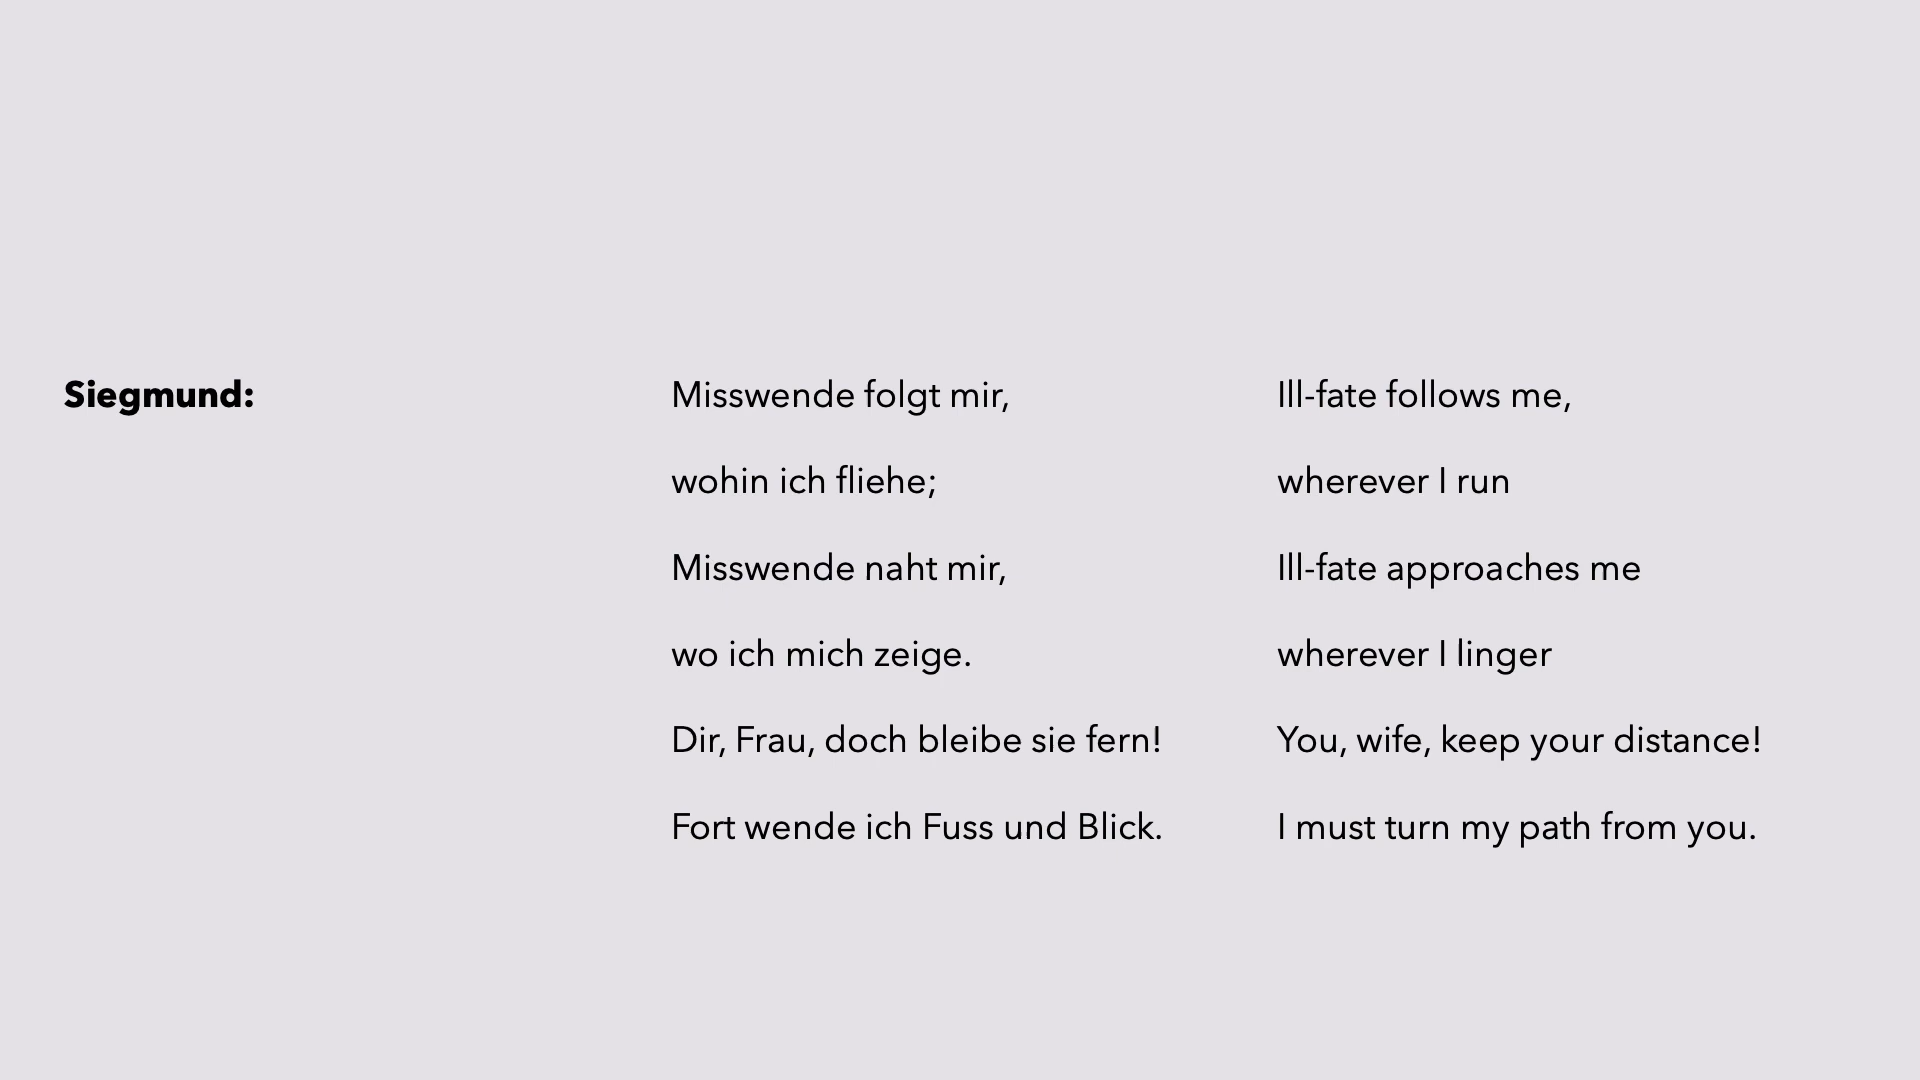 Siegmund: Misswende folgt mir, Ill-fate follows me,
wohin ich fliehe; wherever I run
Misswende naht mir, Ill-fate approaches me
wo ich mich zeige. wherever I linger
Dir, Frau, doch bleibe sie fern! You, wife, keep your distance!
Fort wende ich Fuss und Blick. I must turn my path from you.